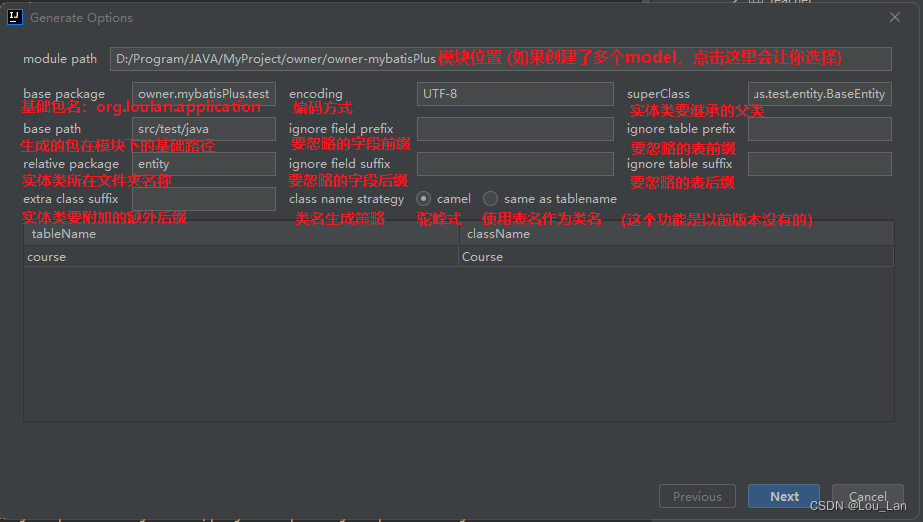 Generate Options
module path D:/Program/JAVA/MyProject/owner/owner-mybatisPlus 模块位置 (如果创建了多个model，点击这里会让你选择)
base package owner.mybatisPlus.test encoding UTF-8 superClass us.test.entity.BaseEntity
基础包名：org.loulan.application 编码方式 实体类要继承的父类
base path src/test/java ignore field prefix ignore table prefix
生成的包在模块下的基础路径 要忽略的字段前缀 要忽略的表前缀
relative package entity ignore field suffix ignore table suffix
实体类所在文件夹名称 要忽略的字段后缀 要忽略的表后缀
extra class suffix class name strategy camel same as tablename
实体类要附加的额外后缀 类名生成策略 驼峰式 使用表名作为类名 (这个功能是以前版本没有的)
tableName className
course Course
Previous Next Cancel
CSDN @Lou_Lan